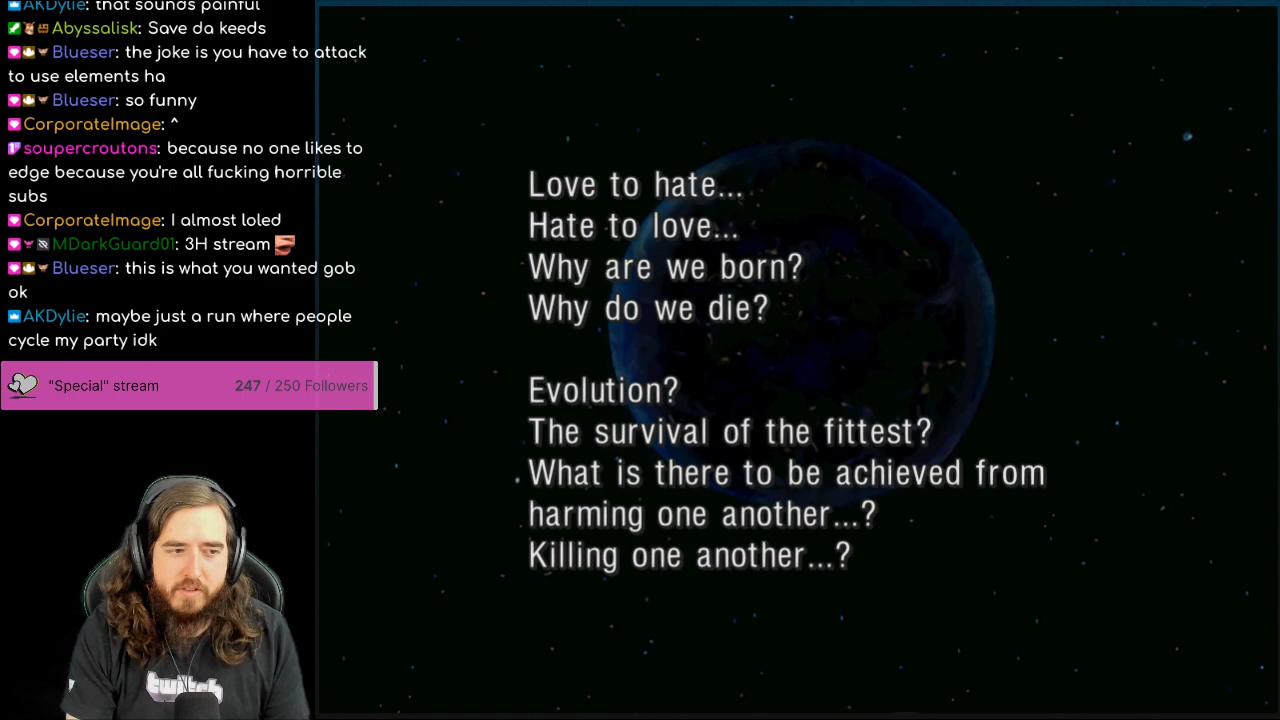 AKDylie: that sounds painful
Abyssalisk: Save da keeds
Blueser: the joke is you have to attack
to use elements ha
Blueser: so funny
CorporateImage: ^
soupercroutons: because no one likes to
edge because you're all fucking horrible
subs
CorporateImage: I almost loled
MDarkGuard01: 3H stream
Blueser: this is what you wanted gob
ok
AKDylie: maybe just a run where people
cycle my party idk
"Special" stream 247 / 250 Followers
twitch
Love to hate...
Hate to love...
Why are we born?
Why do we die?
Evolution?
The survival of the fittest?
What is there to be achieved from
harming one another...?
Killing one another...?